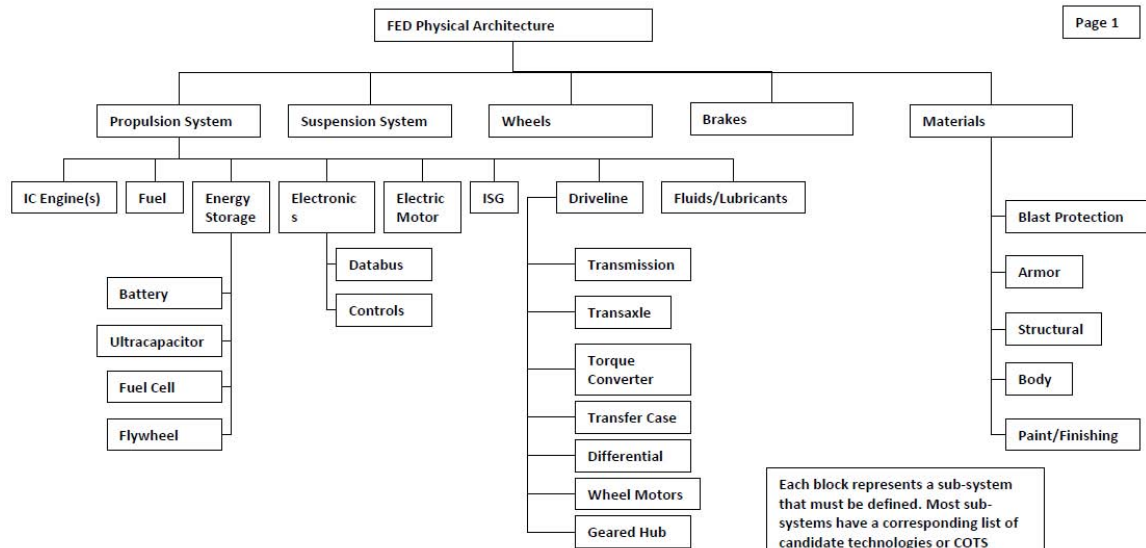 FED Physical Architecture
Page 1
Propulsion System
Suspension System
Wheels
Brakes
Materials
IC Engine(s)
Fuel
Energy
Storage
Electronic
s
Electric
Motor
ISG
Driveline
Fluids/Lubricants
Battery
Ultracapacitor
Fuel Cell
Flywheel
Databus
Controls
Transmission
Transaxle
Torque
Converter
Transfer Case
Differential
Wheel Motors
Geared Hub
Blast Protection
Armor
Structural
Body
Paint/Finishing
Each block represents a sub-system
that must be defined. Most sub-
systems have a corresponding list of
candidate technologies or COTS